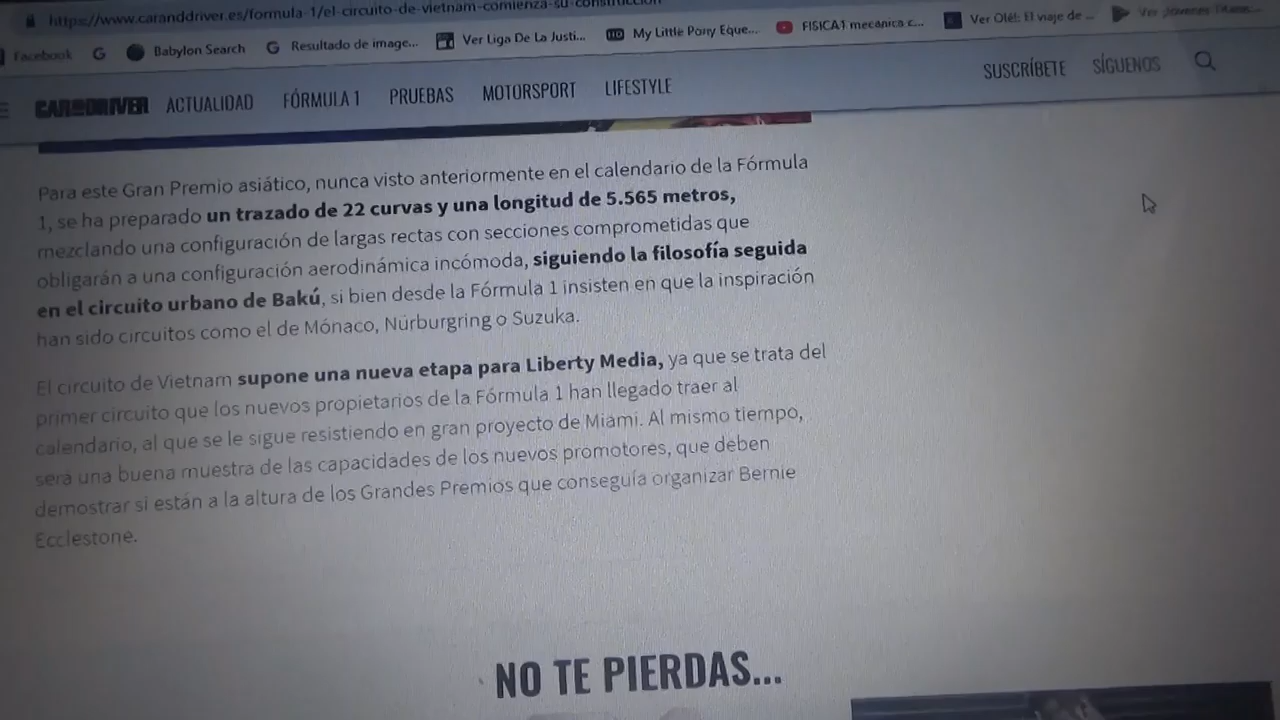 https://www.caranddriver.es/formula-1/el-circuito-de-vietnam-comienza-su-construccion
Facebook Babylon Search Resultado de image... Ver Liga De La Justi... My Little Pony Eque... FISICA1 mecanica c... Ver Olé!: El viaje de ... Ver Jovenes Titane...
CAR AND DRIVER ACTUALIDAD FÓRMULA 1 PRUEBAS MOTORSPORT LIFESTYLE SUSCRÍBETE SÍGUENOS
Para este Gran Premio asiático, nunca visto anteriormente en el calendario de la Fórmula
1, se ha preparado un trazado de 22 curvas y una longitud de 5.565 metros,
mezclando una configuración de largas rectas con secciones comprometidas que
obligarán a una configuración aerodinámica incómoda, siguiendo la filosofía seguida
en el circuito urbano de Bakú, si bien desde la Fórmula 1 insisten en que la inspiración
han sido circuitos como el de Mónaco, Nürburgring o Suzuka.
El circuito de Vietnam supone una nueva etapa para Liberty Media, ya que se trata del
primer circuito que los nuevos propietarios de la Fórmula 1 han llegado traer al
calendario, al que se le sigue resistiendo en gran proyecto de Miami. Al mismo tiempo,
será una buena muestra de las capacidades de los nuevos promotores, que deben
demostrar si están a la altura de los Grandes Premios que conseguía organizar Bernie
Ecclestone.
NO TE PIERDAS...